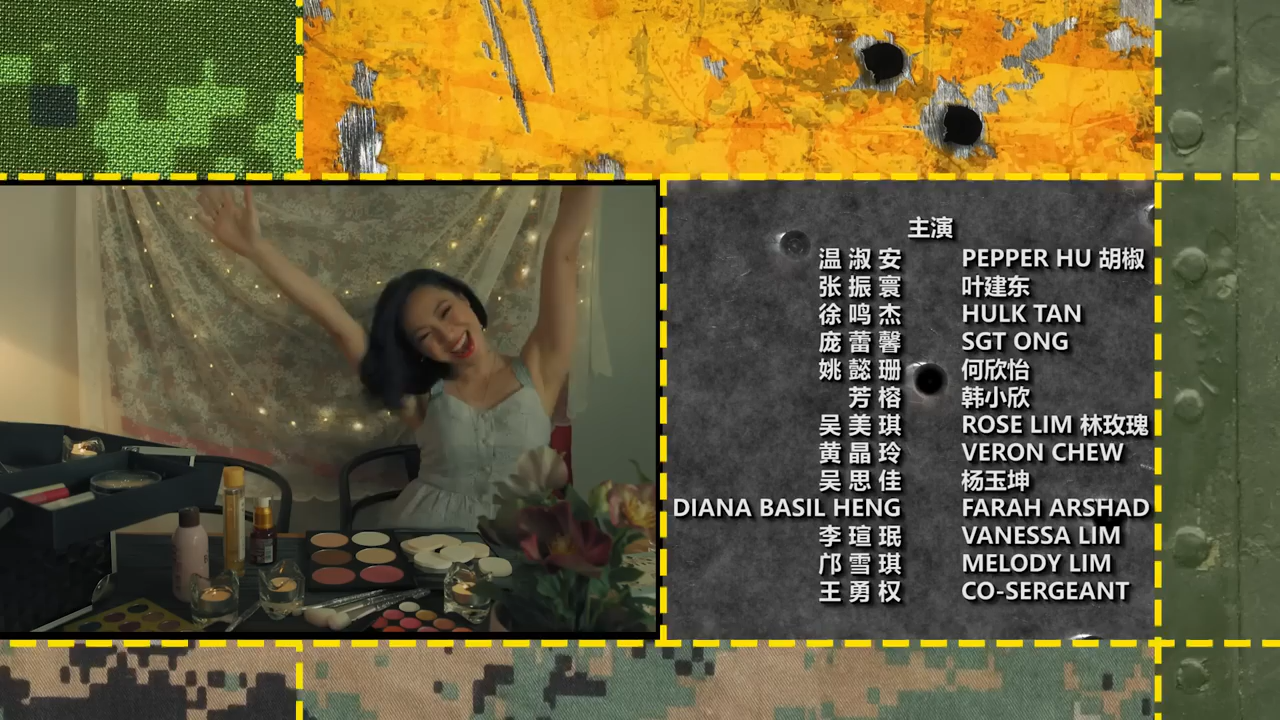 主演
温淑安 PEPPER HU 胡椒
张振寰 叶建东
徐鸣杰 HULK TAN
庞蕾馨 SGT ONG
姚懿珊 何欣怡
芳榕 韩小欣
吴美琪 ROSE LIM 林玫瑰
黄晶玲 VERON CHEW
吴思佳 杨玉坤
DIANA BASIL HENG FARAH ARSHAD
李瑄珉 VANESSA LIM
邝雪琪 MELODY LIM
王勇权 CO-SERGEANT